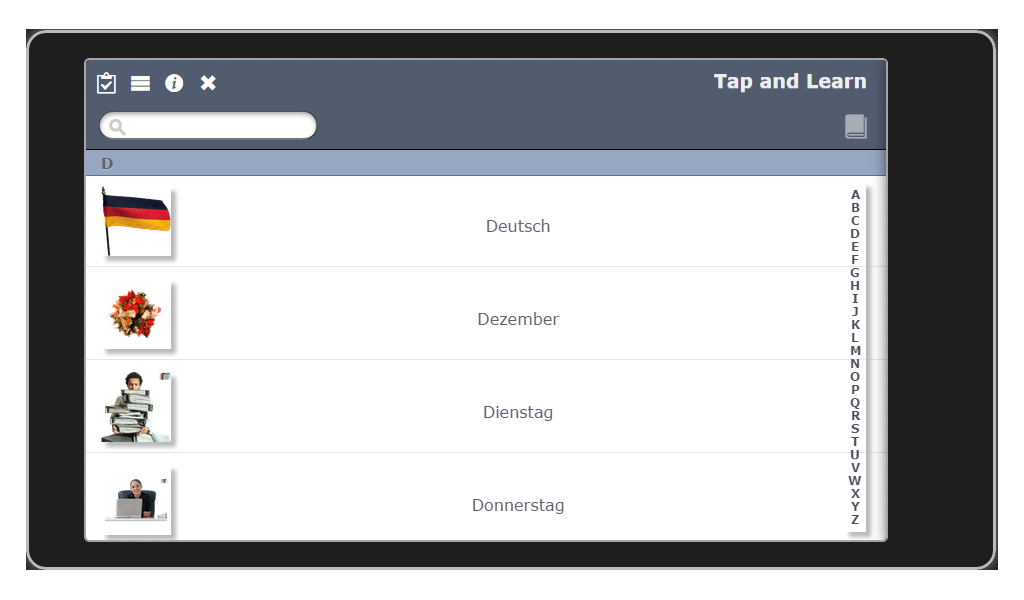 Tap and Learn
D
Deutsch
Dezember
Dienstag
Donnerstag
A
B
C
D
E
F
G
H
I
J
K
L
M
N
O
P
Q
R
S
T
U
V
W
X
Y
Z